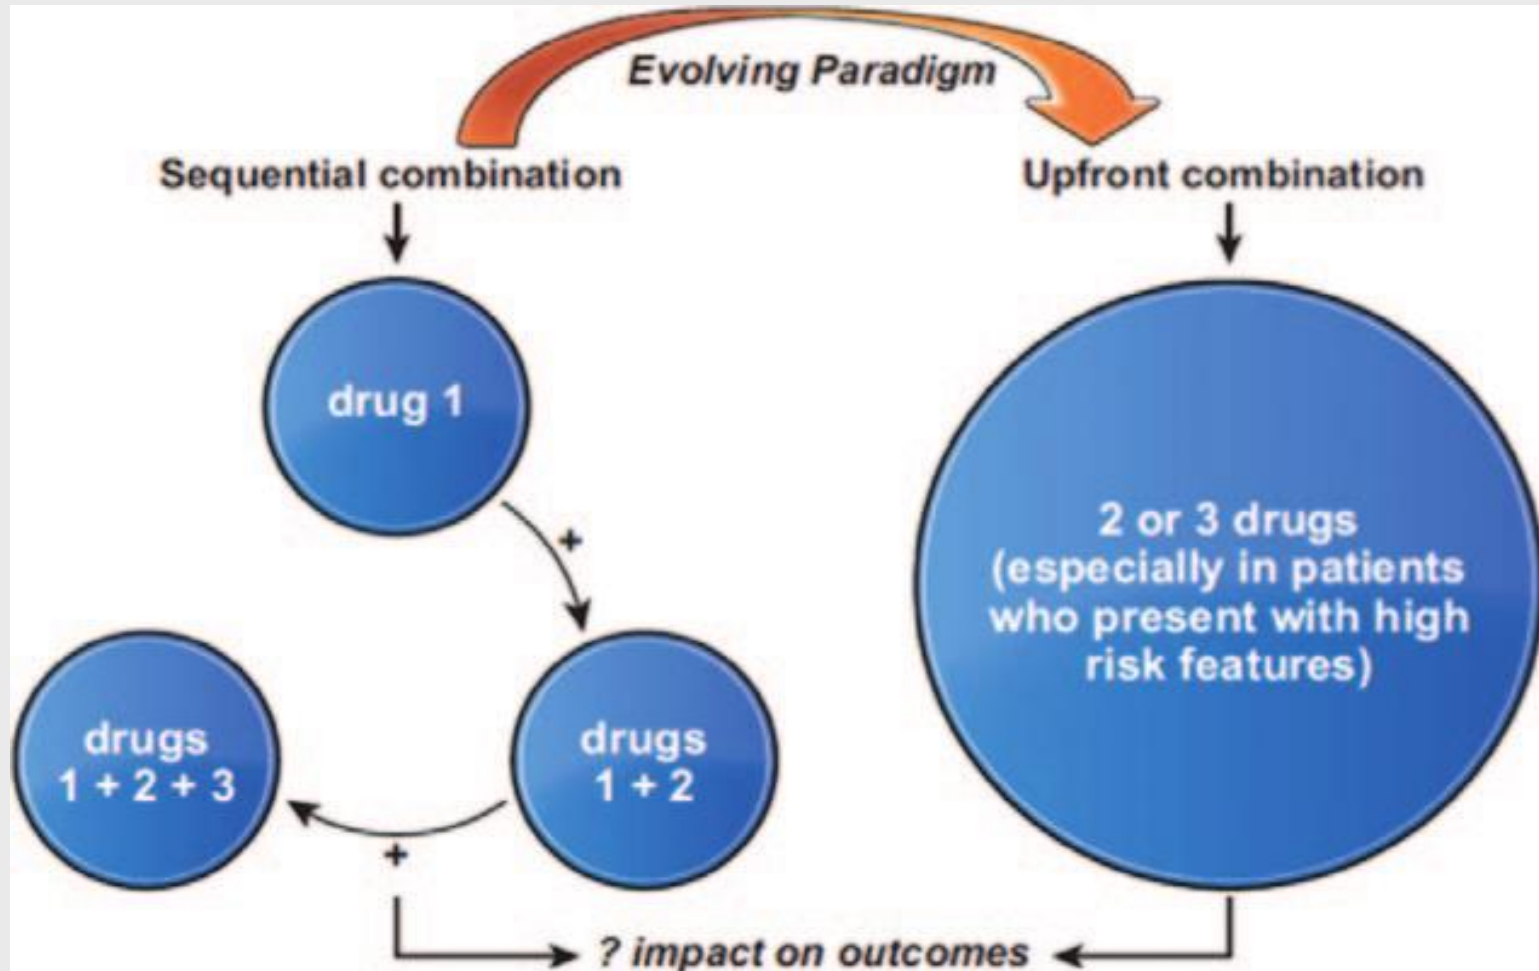 Evolving Paradigm
Sequential combination
Upfront combination
drug 1
+
drugs
1 + 2
+
drugs
1 + 2 + 3
2 or 3 drugs
(especially in patients
who present with high
risk features)
? impact on outcomes